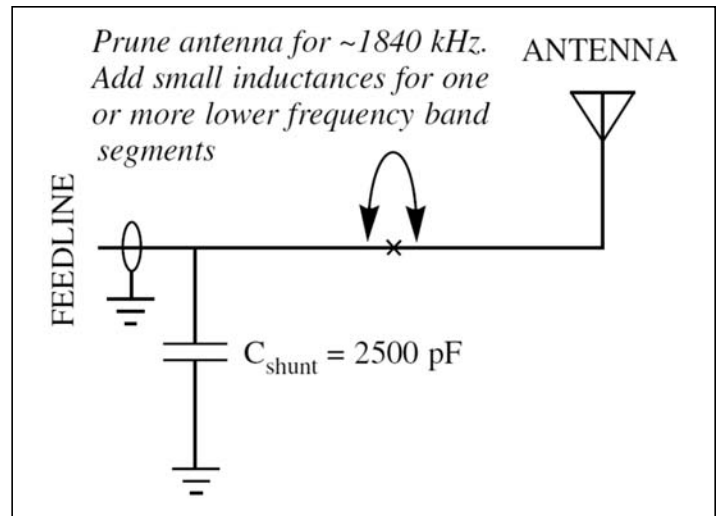 Prune antenna for ~1840 kHz.
Add small inductances for one
or more lower frequency band
segments
ANTENNA
FEEDLINE
C_shunt = 2500 pF